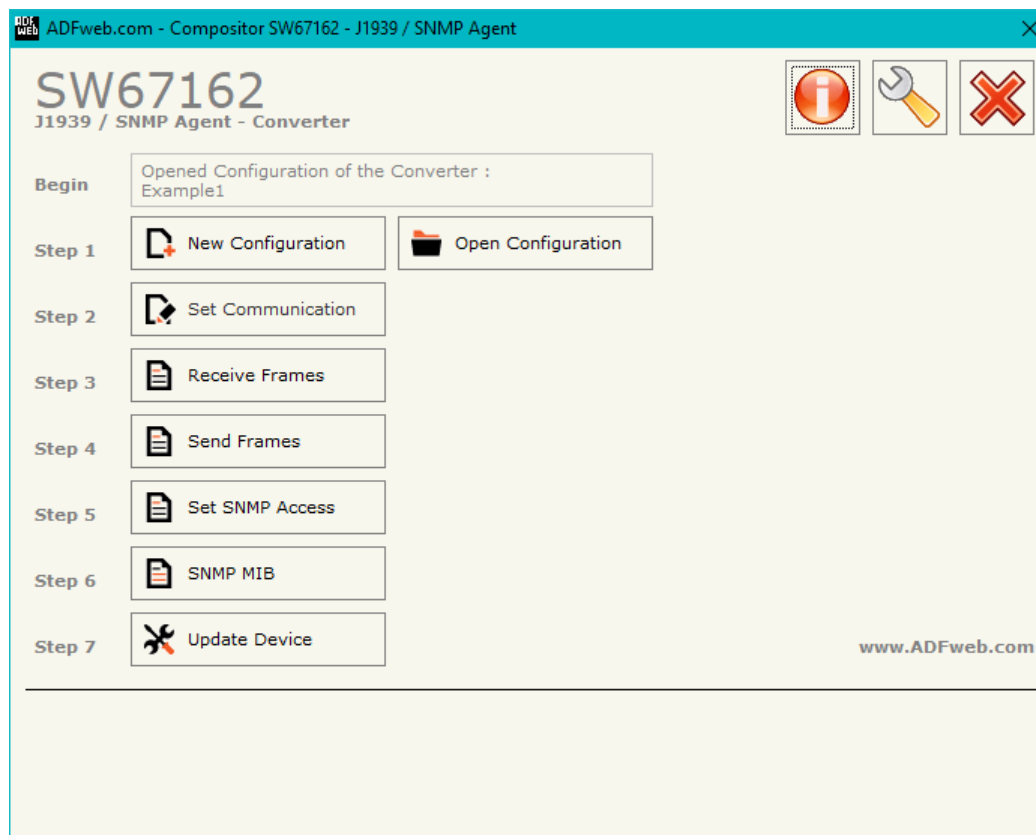 ADF
WEB
ADFweb.com - Compositor SW67162 - J1939 / SNMP Agent
SW67162
J1939 / SNMP Agent - Converter
Begin
Opened Configuration of the Converter :
Example1
Step 1
New Configuration
Open Configuration
Step 2
Set Communication
Step 3
Receive Frames
Step 4
Send Frames
Step 5
Set SNMP Access
Step 6
SNMP MIB
Step 7
Update Device
www.ADFweb.com